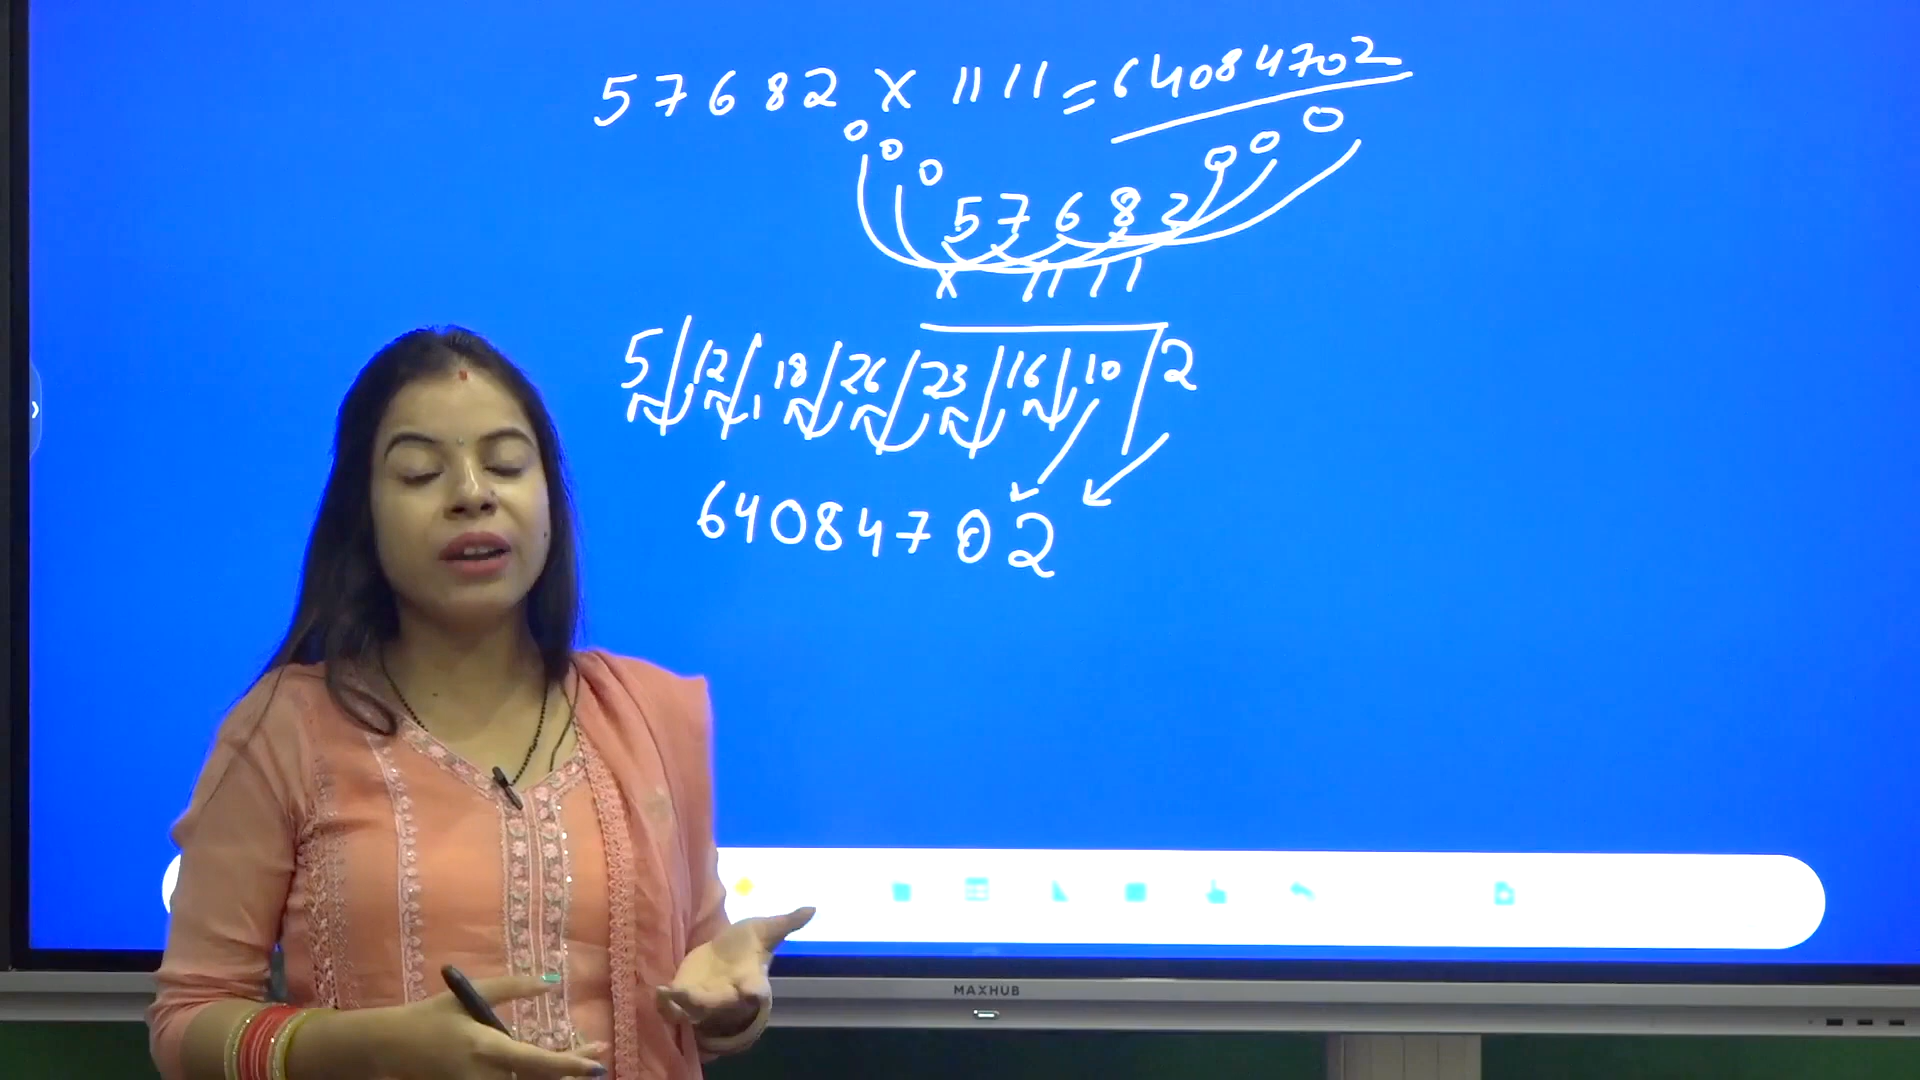 57682 X 1111 = 64084702
0 0 0 57682 0 0 0
X 1111
5/12/18/26/23/16/10/2
64084702
MAXHUB